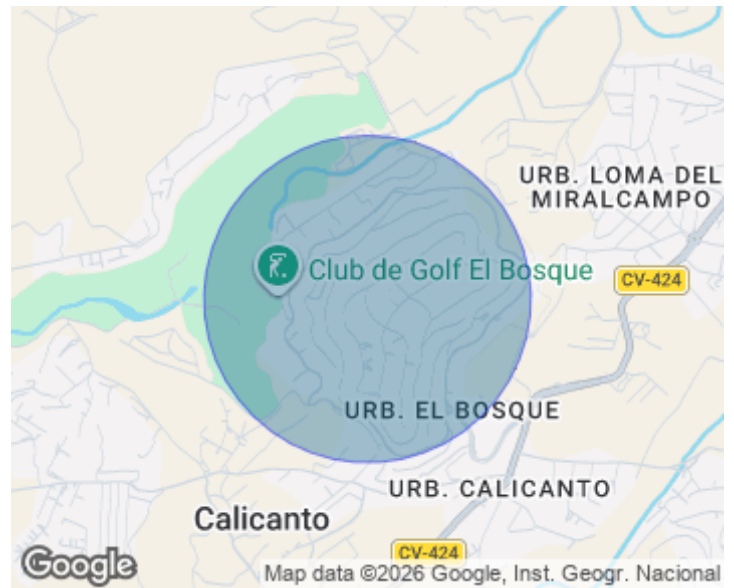 URB. LOMA DEL
MIRALCAMPO
Club de Golf El Bosque
CV-424
URB. EL BOSQUE
URB. CALICANTO
Calicanto
CV-424
Google
Map data ©2026 Google, Inst. Geogr. Nacional